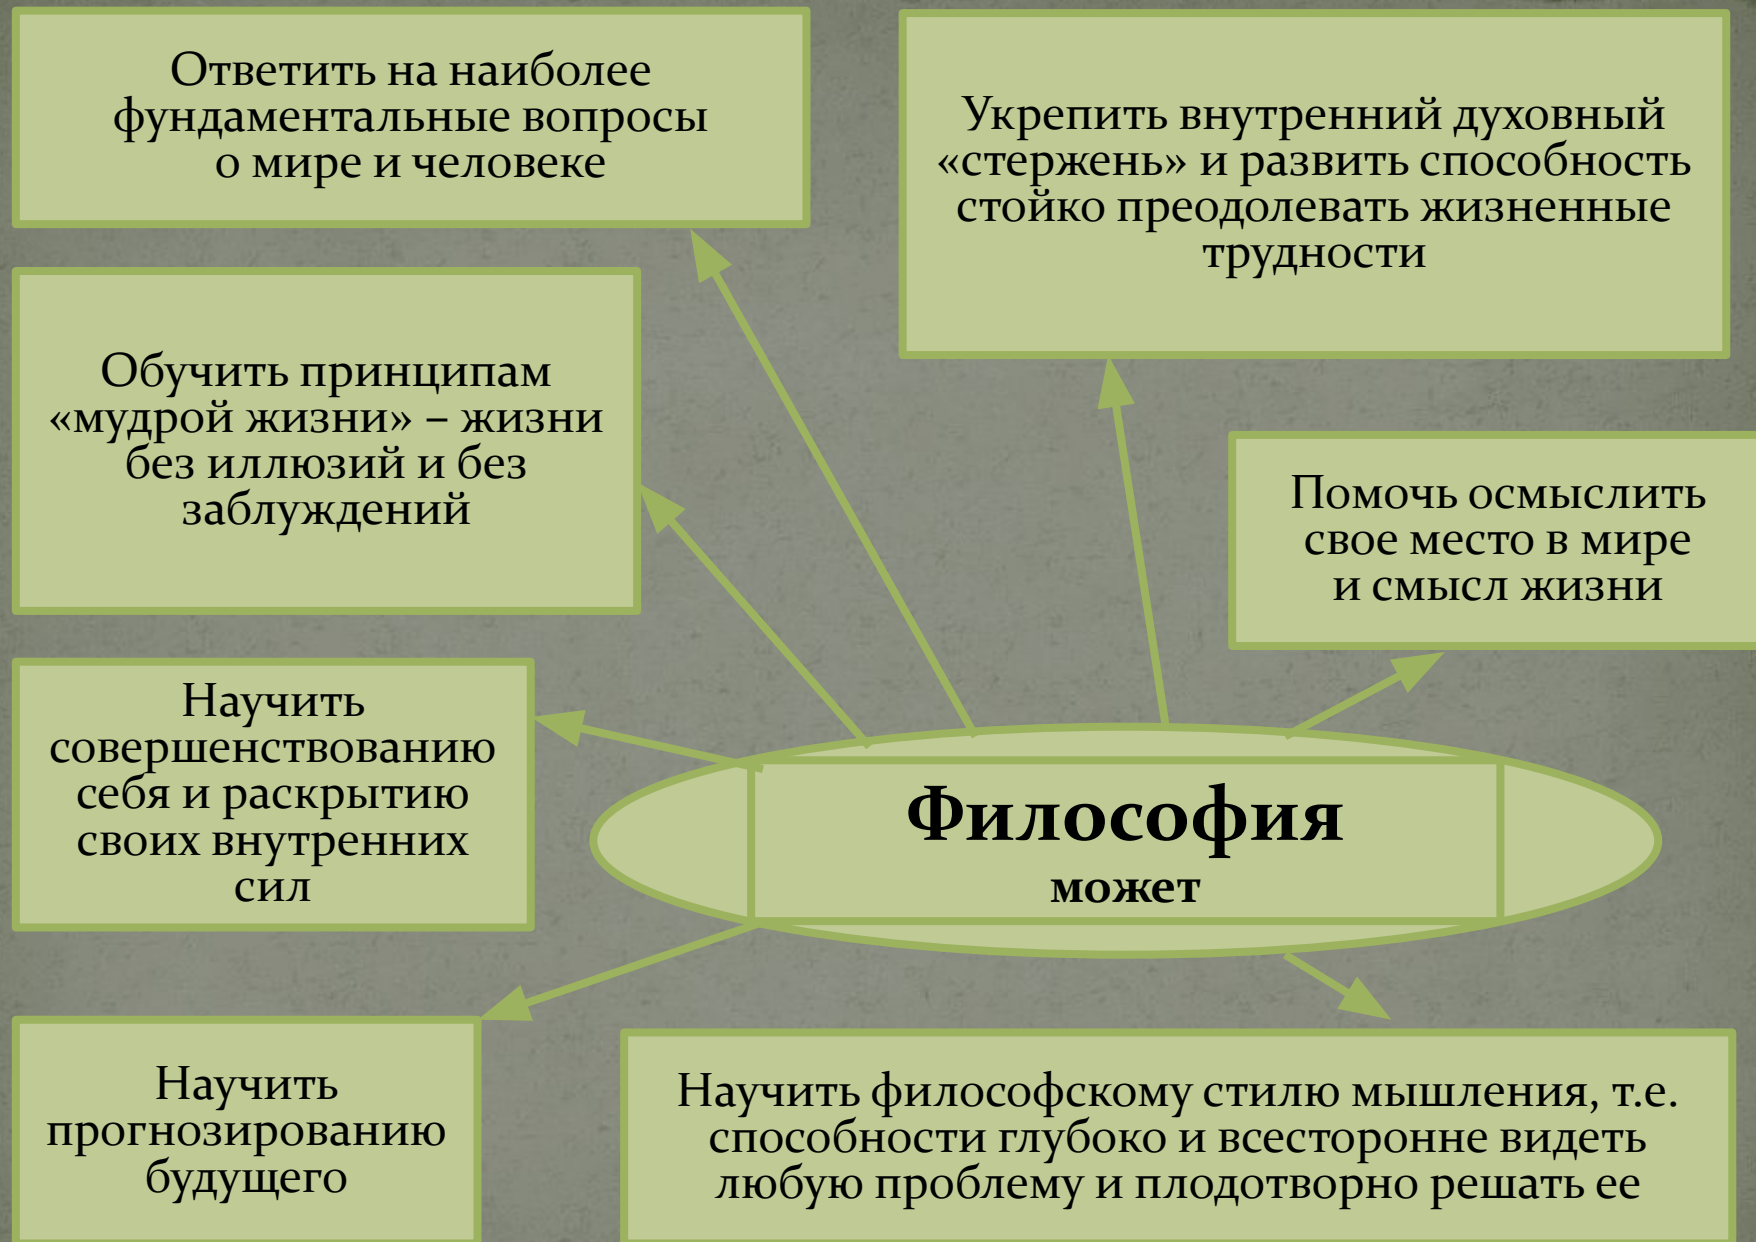 Ответить на наиболее
фундаментальные вопросы
о мире и человеке
Укрепить внутренний духовный
«стержень» и развить способность
стойко преодолевать жизненные
трудности
Обучить принципам
«мудрой жизни» – жизни
без иллюзий и без
заблуждений
Помочь осмыслить
свое место в мире
и смысл жизни
Научить
совершенствованию
себя и раскрытию
своих внутренних
сил
Философия
может
Научить
прогнозированию
будущего
Научить философскому стилю мышления, т.е.
способности глубоко и всесторонне видеть
любую проблему и плодотворно решать ее